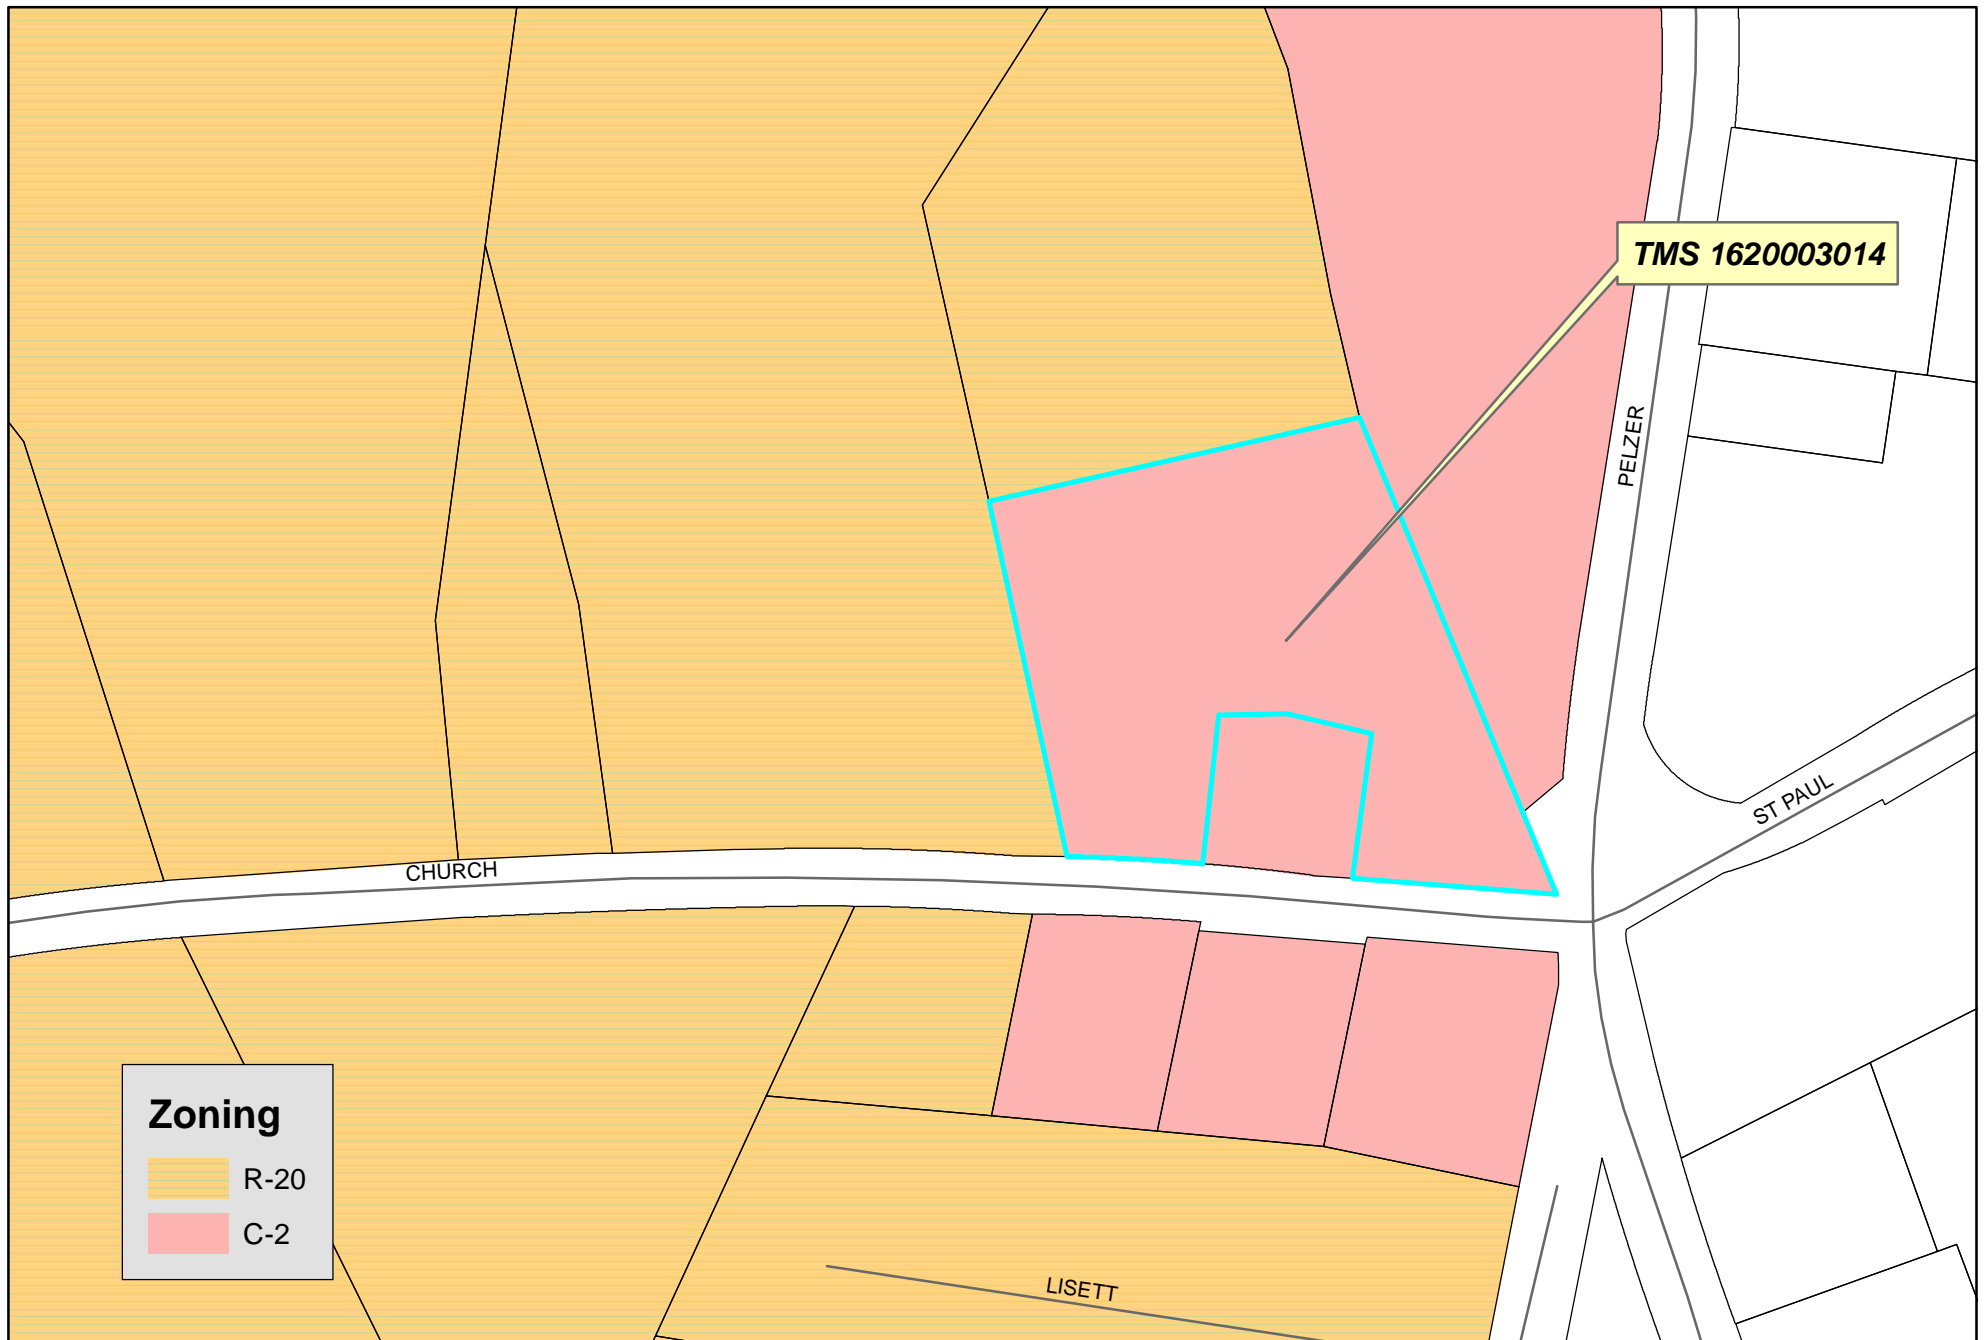 TMS 1620003014
PELZER
ST PAUL
CHURCH
Zoning
R-20
C-2
LISETT